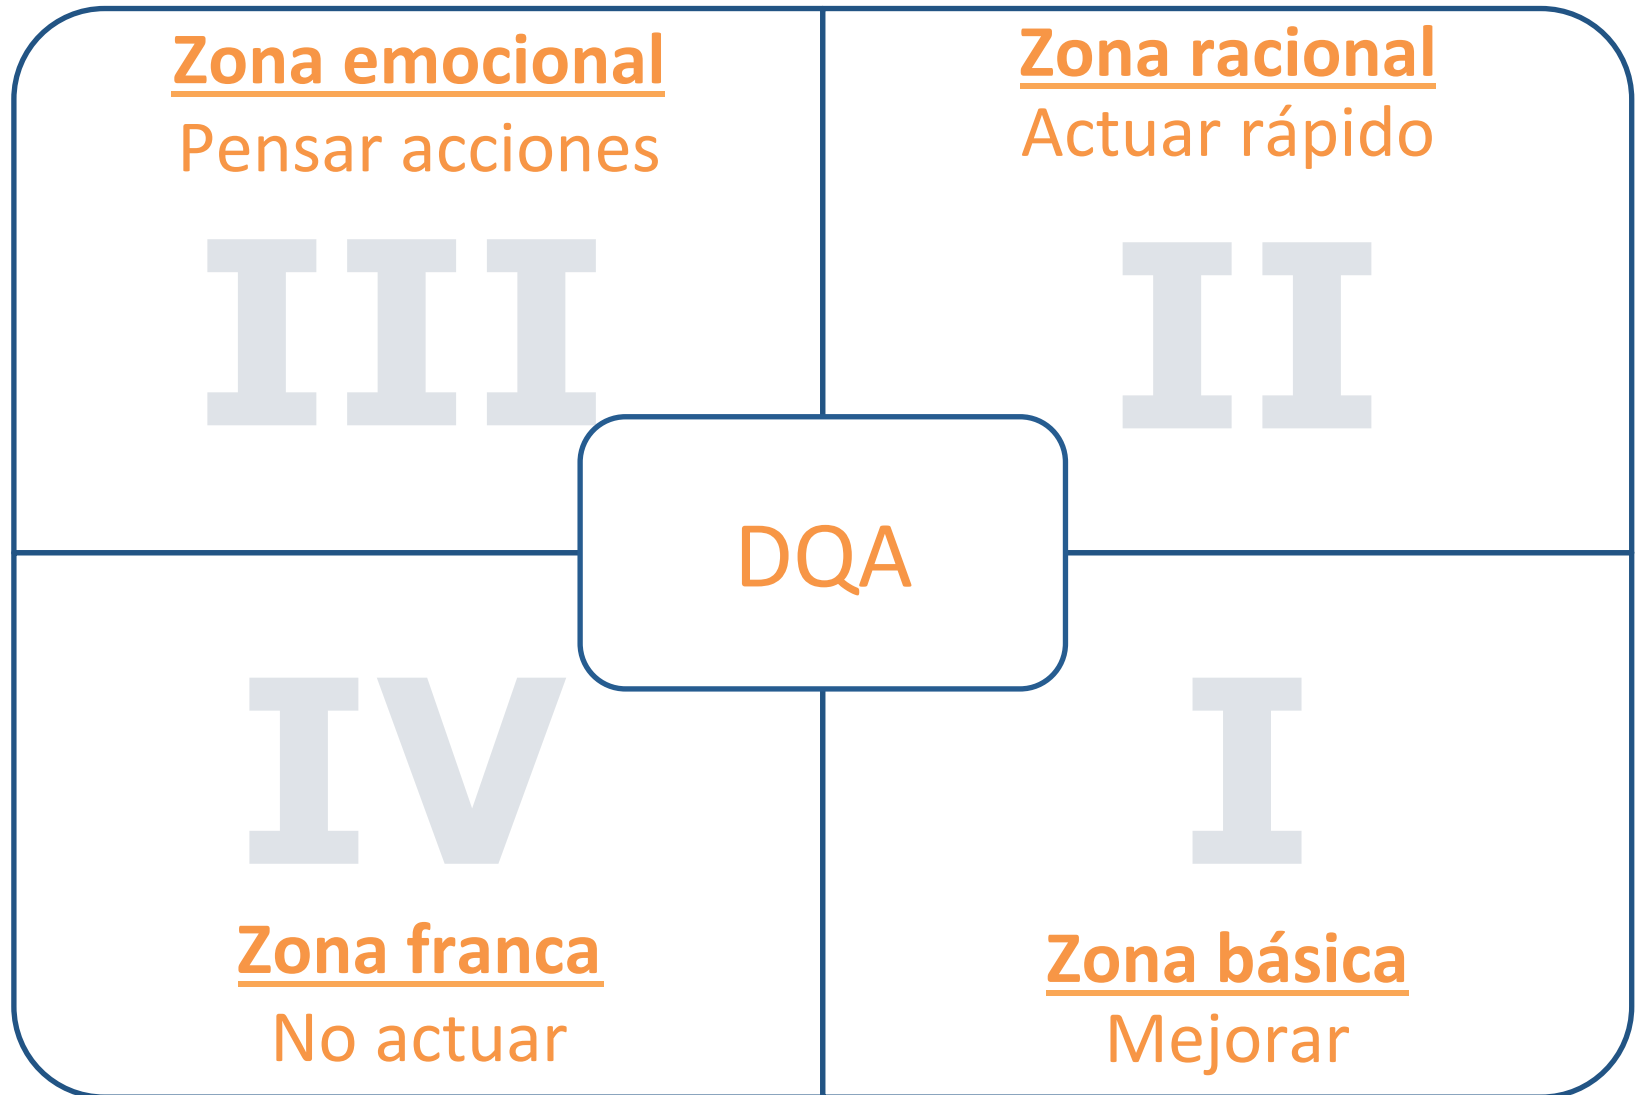 Zona emocional
Pensar acciones
III
Zona racional
Actuar rápido
II
DQA
IV
Zona franca
No actuar
I
Zona básica
Mejorar